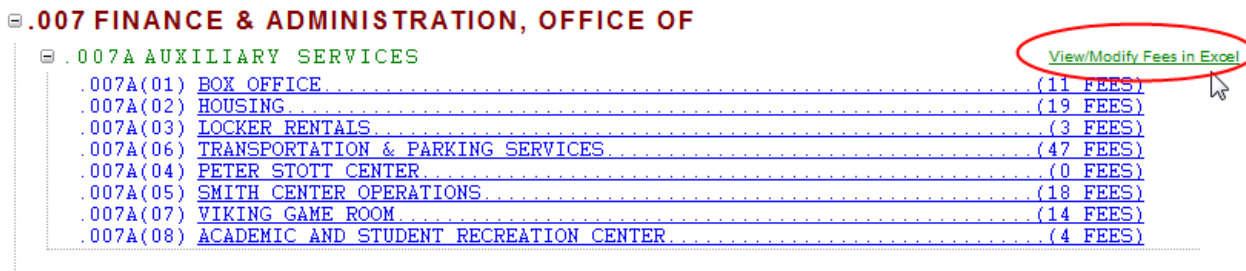 .007 FINANCE & ADMINISTRATION, OFFICE OF
.007A AUXILIARY SERVICES View/Modify Fees in Excel
.007A(01) BOX OFFICE................................................................(11 FEES)
.007A(02) HOUSING...................................................................(19 FEES)
.007A(03) LOCKER RENTALS............................................................(3 FEES)
.007A(06) TRANSPORTATION & PARKING SERVICES.....................................(47 FEES)
.007A(04) PETER STOTT CENTER........................................................(0 FEES)
.007A(05) SMITH CENTER OPERATIONS..................................................(18 FEES)
.007A(07) VIKING GAME ROOM.........................................................(14 FEES)
.007A(08) ACADEMIC AND STUDENT RECREATION CENTER..................................(4 FEES)